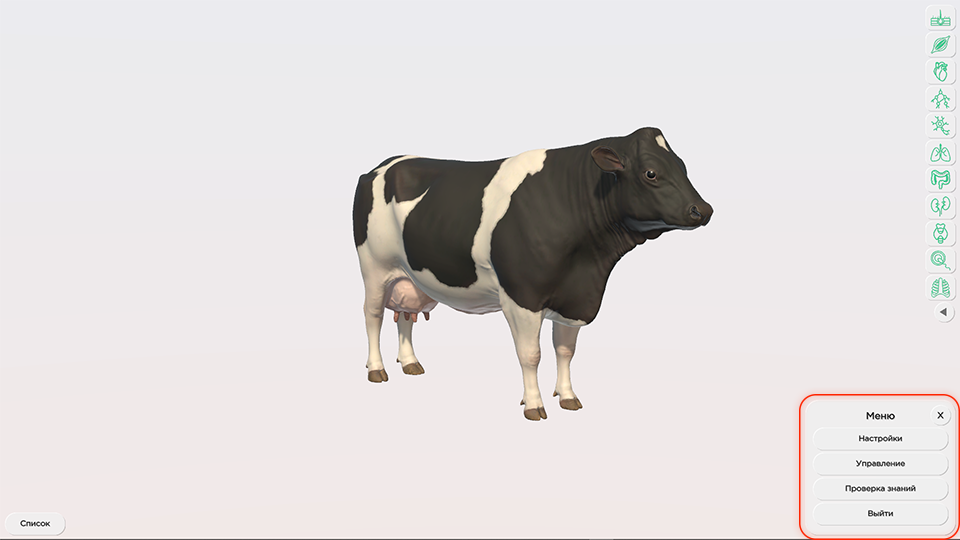 Меню
X
Настройки
Управление
Проверка знаний
Выйти
Список